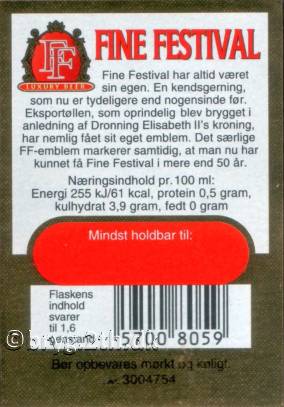 FF
LUXURY BEER
FINE FESTIVAL
Fine Festival har altid været
sin egen. En kendsgerning,
som nu er tydeligere end nogensinde før.
Eksportøllen, som oprindelig blev brygget i
anledning af Dronning Elisabeth II's kroning,
har nemlig fået sit eget emblem. Det særlige
FF-emblem markerer samtidig, at man nu har
kunnet få Fine Festival i mere end 50 år.
Næringsindhold pr. 100 ml:
Energi 255 kJ/61 kcal, protein 0,5 gram,
kulhydrat 3,9 gram, fedt 0 gram
Mindst holdbar til:
Flaskens
indhold
svarer
til 1,6
genstand
5700 8059
Bør opbevares mørkt og køligt.
3004754